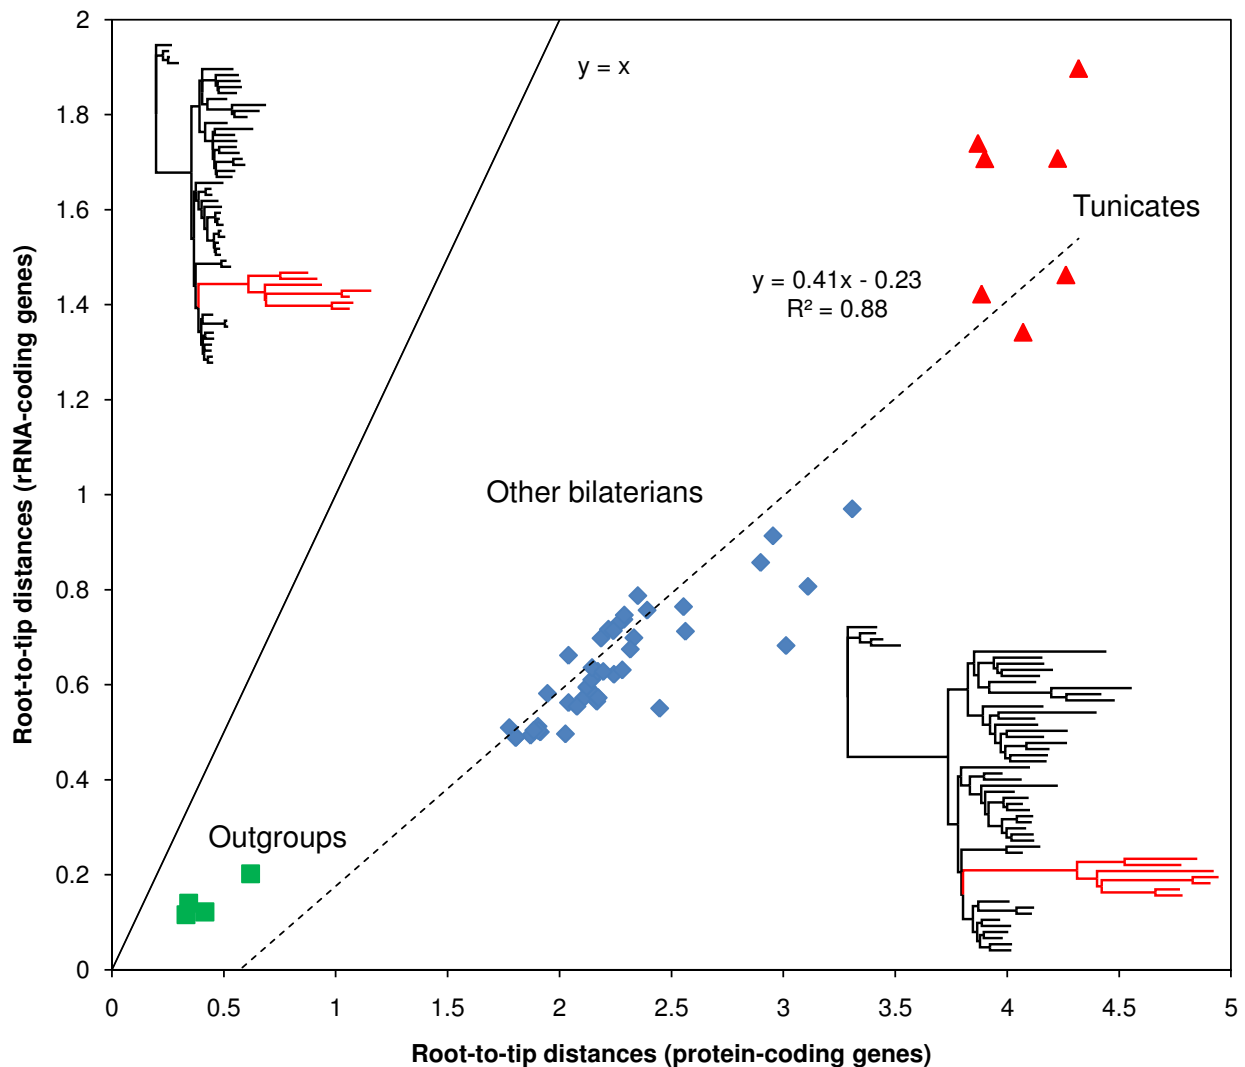 2
1.8
1.6
1.4
1.2
1
0.8
0.6
0.4
0.2
0
Root-to-tip distances (rRNA-coding genes)
y = x
Tunicates
y = 0.41x - 0.23
R² = 0.88
Other bilaterians
Outgroups
0 0.5 1 1.5 2 2.5 3 3.5 4 4.5 5
Root-to-tip distances (protein-coding genes)